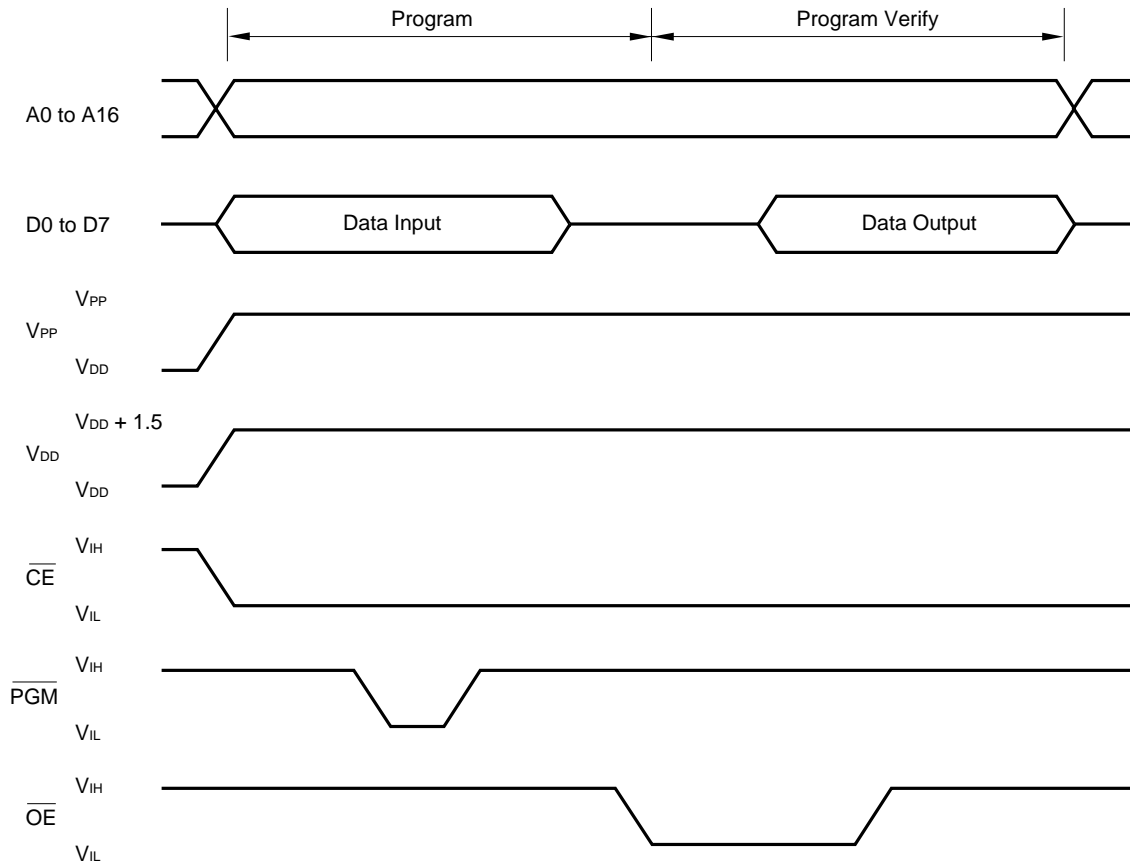 Program
Program Verify
A0 to A16
D0 to D7
Data Input
Data Output
VPP
VPP
VDD
VDD + 1.5
VDD
VDD
VIH
CE
VIL
VIH
PGM
VIL
VIH
OE
VIL